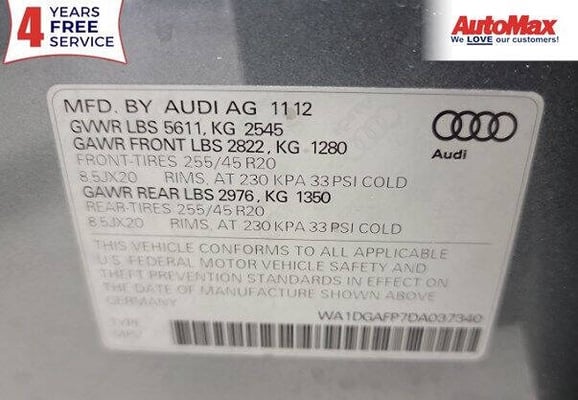 4 YEARS
FREE
SERVICE
AutoMax
We LOVE our customers!
MFD. BY AUDI AG 11 12
GVWR LBS 5611, KG 2545
GAWR FRONT LBS 2822, KG 1280
FRONT-TIRES 255/45 R20
8.5JX20 RIMS, AT 230 KPA 33 PSI COLD
GAWR REAR LBS 2976, KG 1350
REAR-TIRES 255/45 R20
8.5JX20 RIMS, AT 230 KPA 33 PSI COLD
Audi
THIS VEHICLE CONFORMS TO ALL APPLICABLE
U.S. FEDERAL MOTOR VEHICLE SAFETY AND
THEFT PREVENTION STANDARDS IN EFFECT ON
THE DATE OF MANUFACTURE SHOWN ABOVE
GERMANY
WA1DGAFP7DA037340
TYPE
MPV